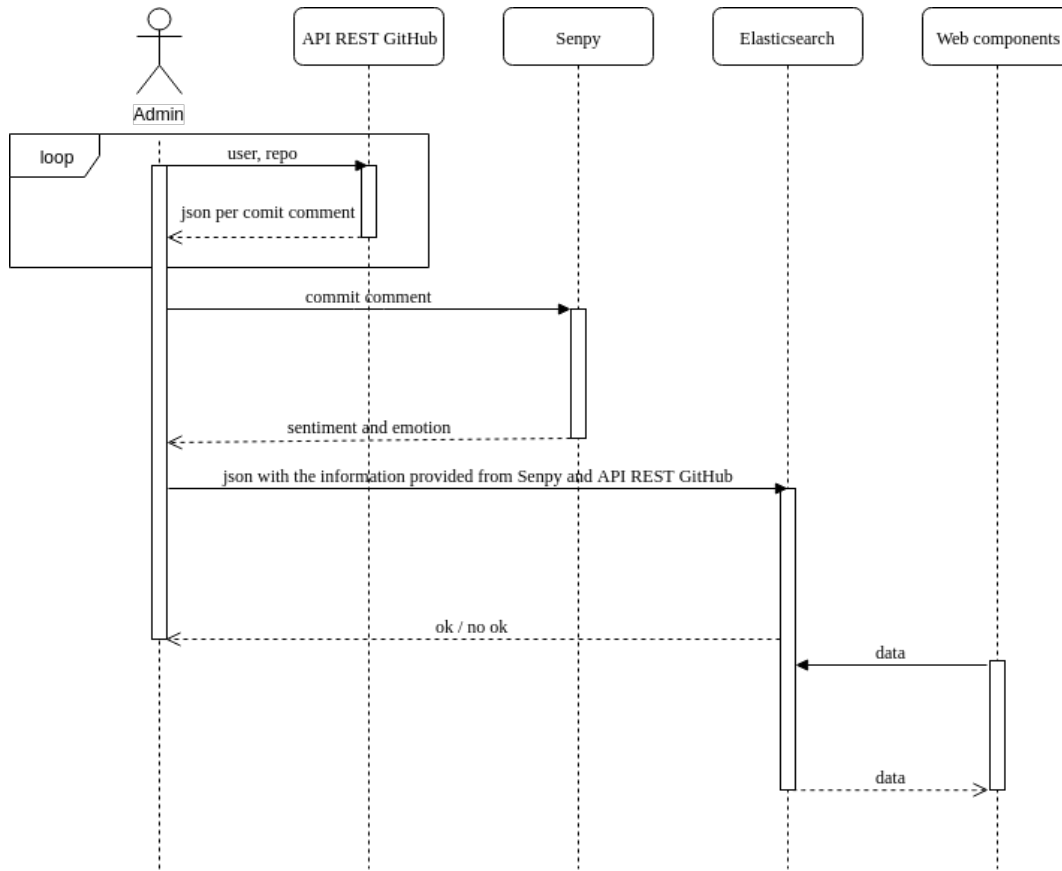 API REST GitHub
Senpy
Elasticsearch
Web components
Admin
loop
user, repo
json per comit comment
commit comment
sentiment and emotion
json with the information provided from Senpy and API REST GitHub
ok / no ok
data
data